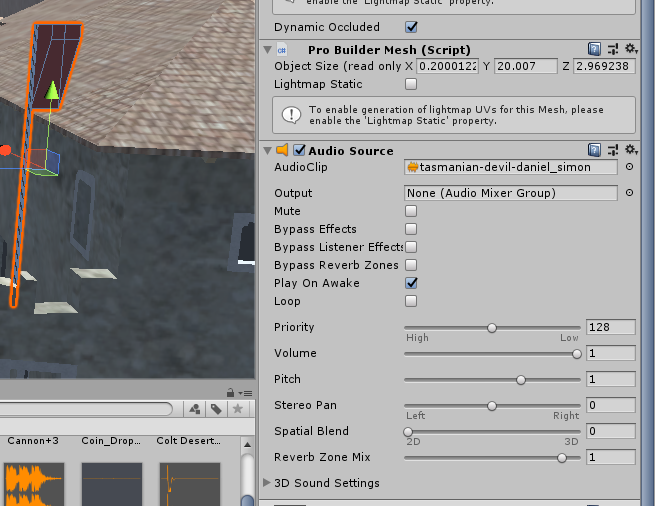 enable the 'Lightmap Static' property.
Dynamic Occluded
Pro Builder Mesh (Script)
Object Size (read only X 0.2000122 Y 20.007 Z 2.969238
Lightmap Static
To enable generation of lightmap UVs for this Mesh, please
enable the 'Lightmap Static' property.
Audio Source
AudioClip tasmanian-devil-daniel_simon
Output None (Audio Mixer Group)
Mute
Bypass Effects
Bypass Listener Effects
Bypass Reverb Zones
Play On Awake
Loop
Priority 128
High Low
Volume 1
Pitch 1
Stereo Pan 0
Left Right
Spatial Blend 0
2D 3D
Reverb Zone Mix 1
3D Sound Settings
Cannon+3 Coin_Drop... Colt Desert...